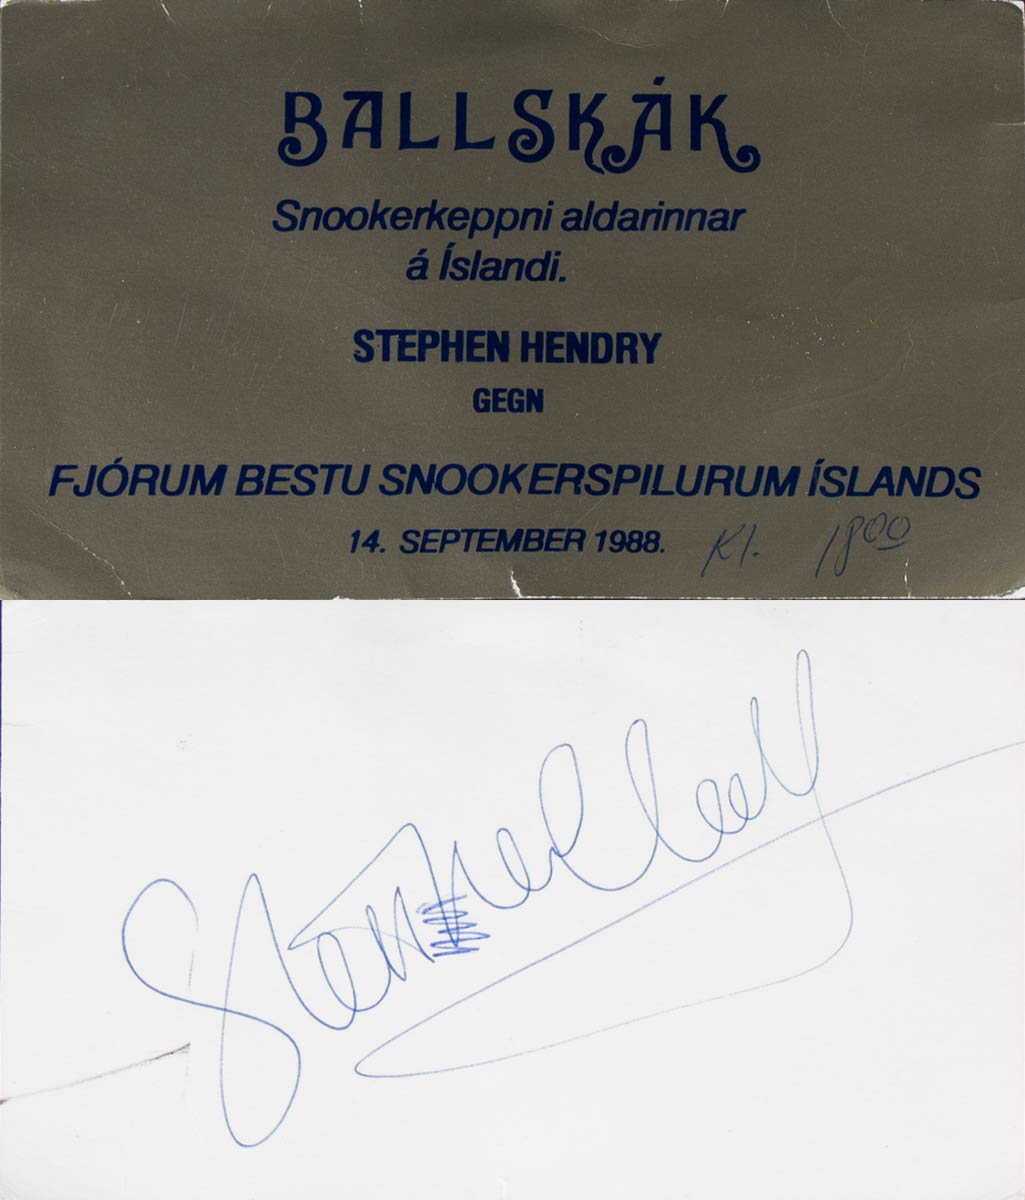 BALLSKÁK
Snookerkeppni aldarinnar
á Íslandi.
STEPHEN HENDRY
GEGN
FJÓRUM BESTU SNOOKERSPILURUM ÍSLANDS
14. SEPTEMBER 1988. Kl. 18⁰⁰